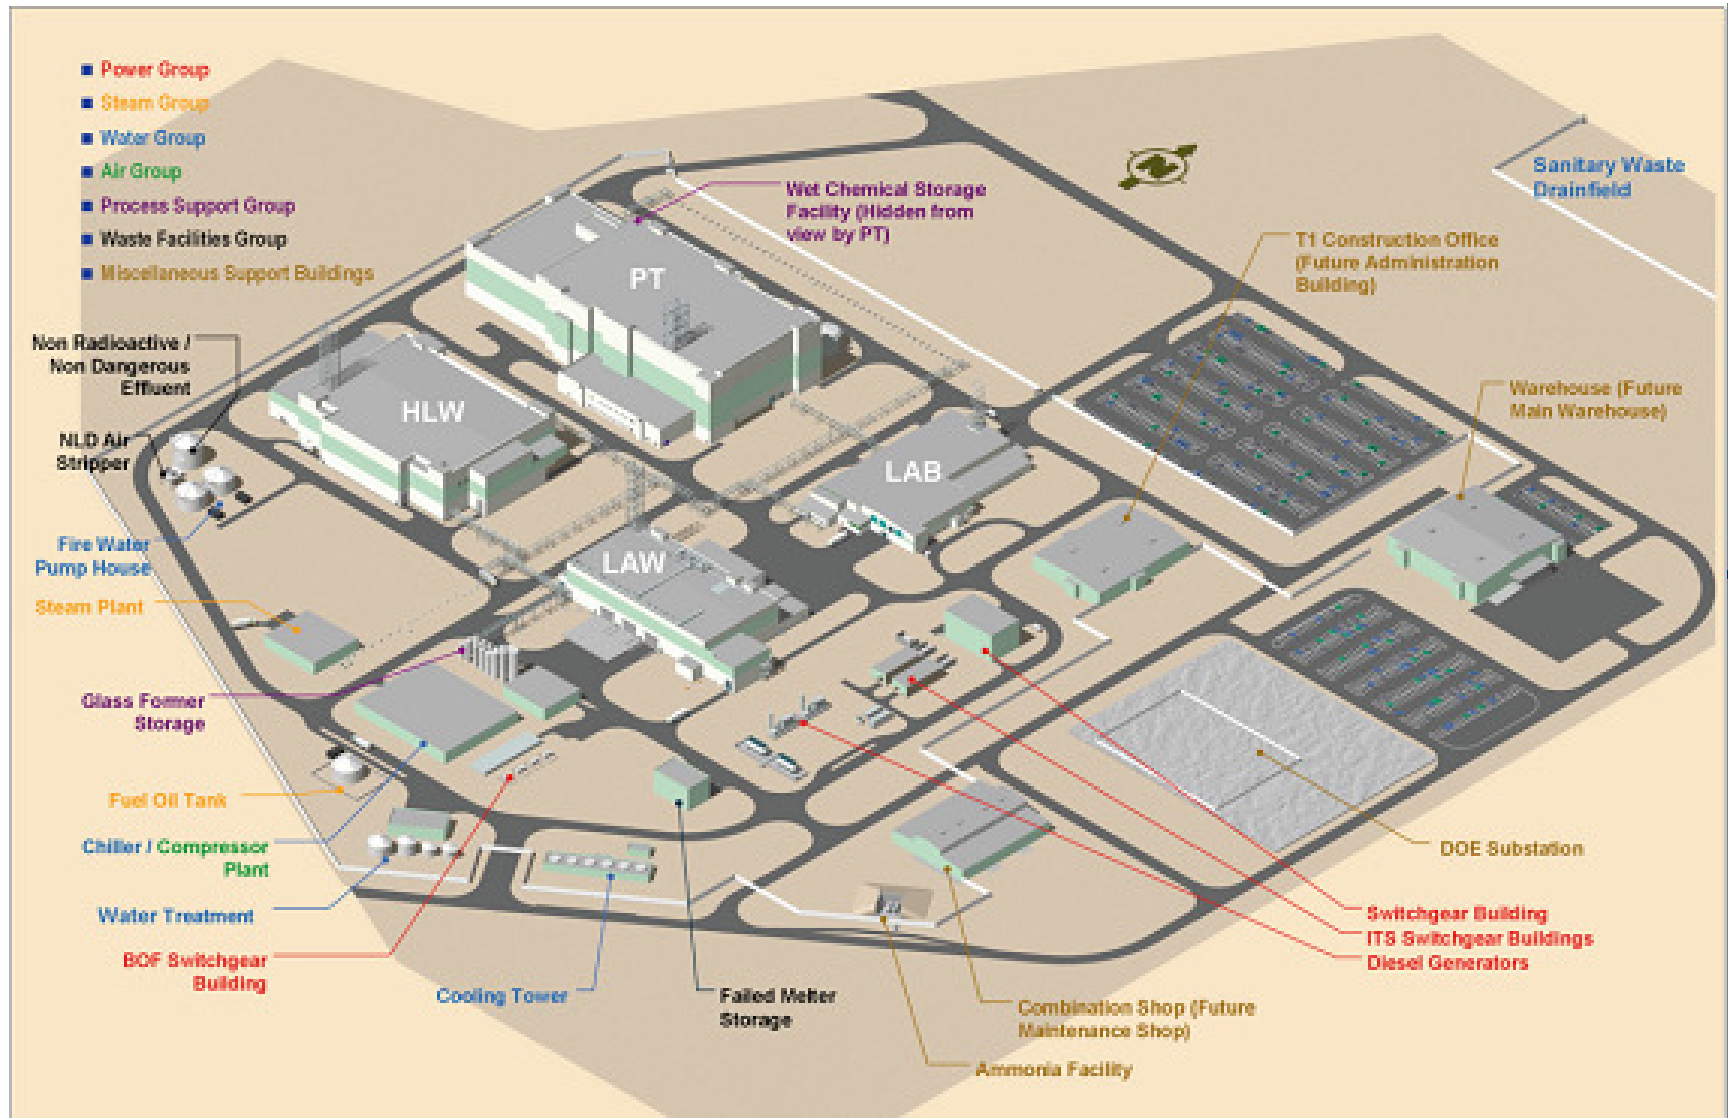 Power Group
Steam Group
Water Group
Air Group
Process Support Group
Waste Facilities Group
Miscellaneous Support Buildings
Wet Chemical Storage
Facility (Hidden from
view by PT)
Sanitary Waste
Drainfield
T1 Construction Office
(Future Administration
Building)
PT
Non Radioactive /
Non Dangerous
Effluent
HLW
Warehouse (Future
Main Warehouse)
NLD Air
Stripper
LAB
Fire Water
Pump House
LAW
Steam Plant
Glass Former
Storage
Fuel Oil Tank
Chiller / Compressor
Plant
DOE Substation
Water Treatment
Switchgear Building
ITS Switchgear Buildings
Diesel Generators
BOF Switchgear
Building
Cooling Tower
Failed Melter
Storage
Combination Shop (Future
Maintenance Shop)
Ammonia Facility